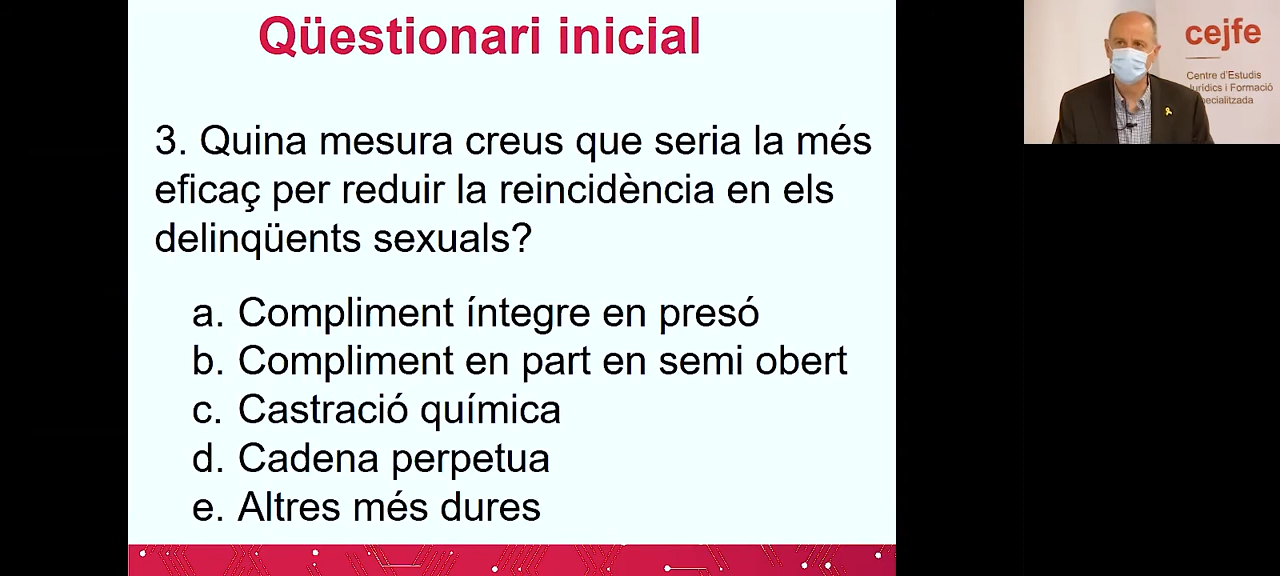 Qüestionari inicial
3. Quina mesura creus que seria la més
eficaç per reduir la reincidència en els
delinqüents sexuals?
a. Compliment íntegre en presó
b. Compliment en part en semi obert
c. Castració química
d. Cadena perpetua
e. Altres més dures
cejfe
Centre d'Estudis
Jurídics i Formació